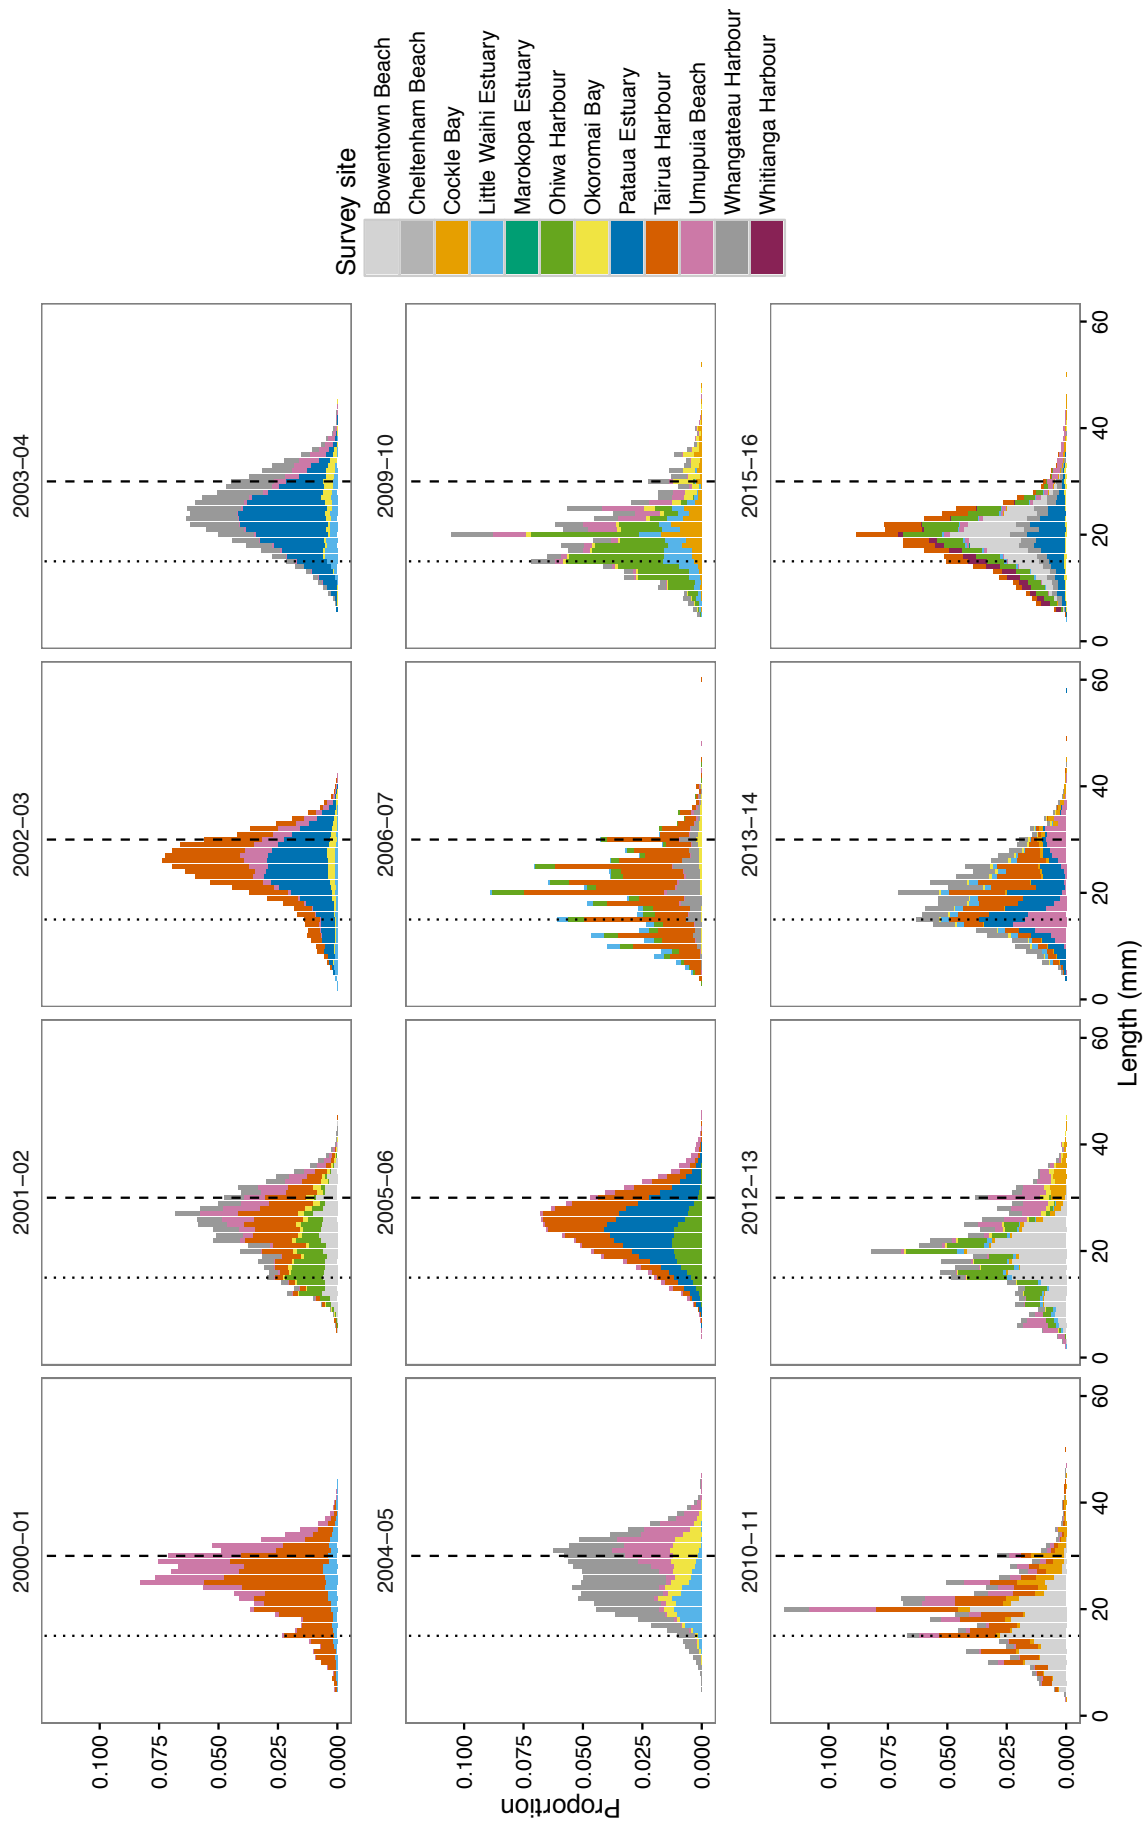 2000–01
2001–02
2002–03
2003–04
0.100
0.075
0.050
0.025
0.000
2004–05
2005–06
2006–07
2009–10
0.100
0.075
0.050
0.025
0.000
2010–11
2012–13
2013–14
2015–16
0.100
0.075
0.050
0.025
0.000
0 20 40 60
0 20 40 60
0 20 40 60
0 20 40 60
Length (mm)
Proportion
Survey site
Bowentown Beach
Cheltenham Beach
Cockle Bay
Little Waihi Estuary
Marokopa Estuary
Ohiwa Harbour
Okoromai Bay
Pataua Estuary
Tairua Harbour
Umupuia Beach
Whangateau Harbour
Whitianga Harbour